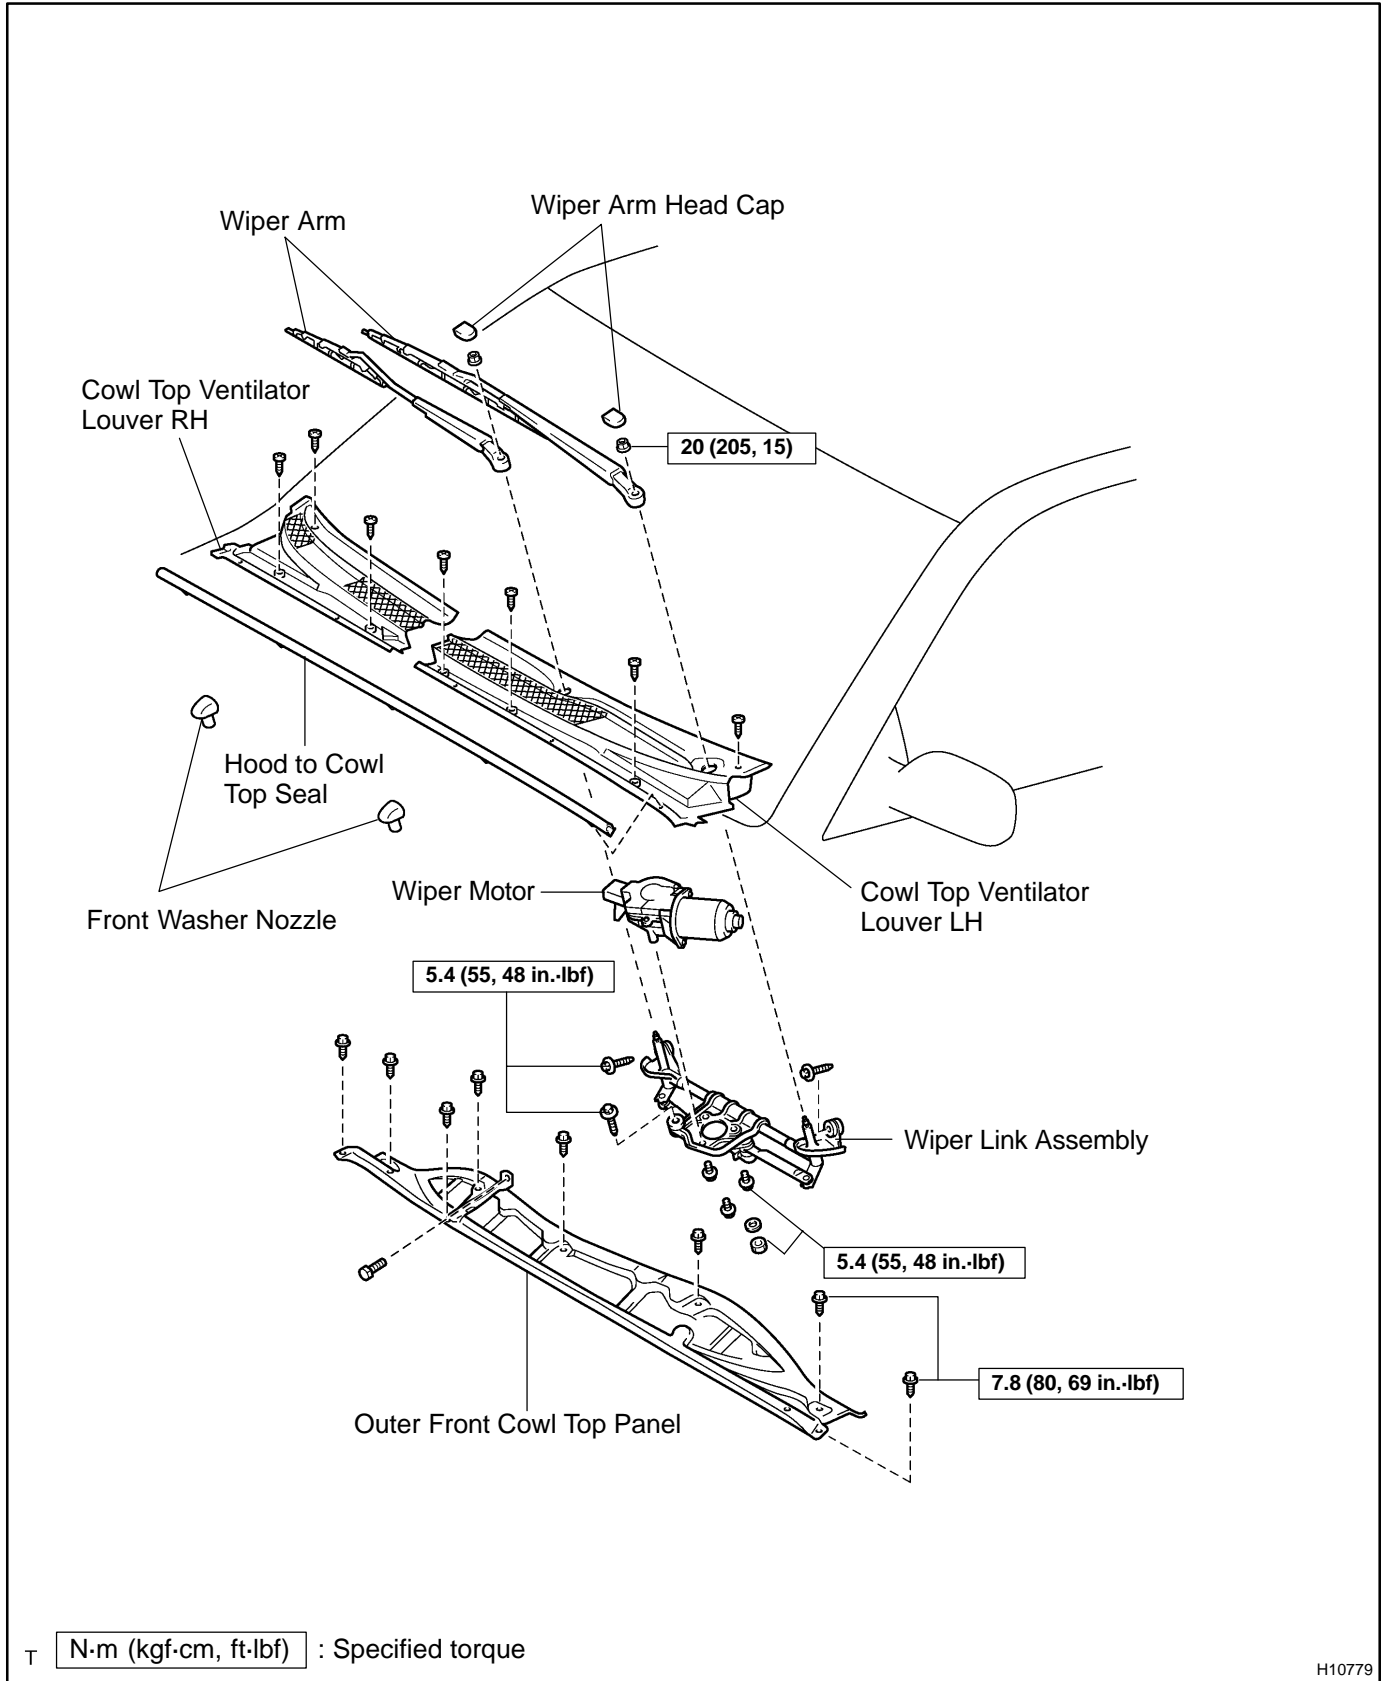 Wiper Arm Head Cap
Wiper Arm
Cowl Top Ventilator
Louver RH
20 (205, 15)
Hood to Cowl
Top Seal
Front Washer Nozzle
Wiper Motor
Cowl Top Ventilator
Louver LH
5.4 (55, 48 in.·lbf)
Wiper Link Assembly
5.4 (55, 48 in.·lbf)
7.8 (80, 69 in.·lbf)
Outer Front Cowl Top Panel
T N·m (kgf·cm, ft·lbf) : Specified torque
H10779